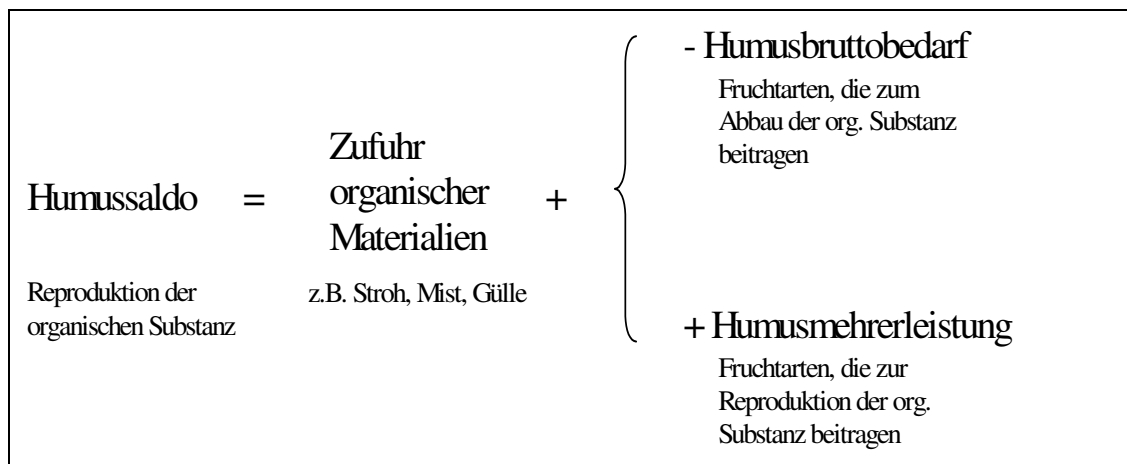 Humussaldo
=
Zufuhr
organischer
Materialien
+
- Humusbruttobedarf
Fruchtarten, die zum
Abbau der org. Substanz
beitragen
+ Humusmehrerleistung
Fruchtarten, die zur
Reproduktion der org.
Substanz beitragen
Reproduktion der
organischen Substanz
z.B. Stroh, Mist, Gülle